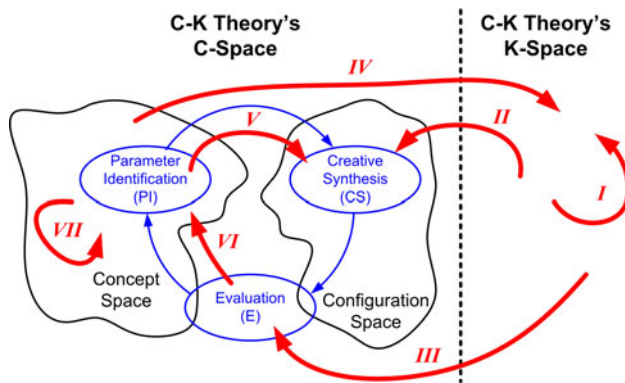 C-K Theory's
C-Space
C-K Theory's
K-Space
IV
II
V
Parameter
Identification
(PI)
Creative
Synthesis
(CS)
I
VII
VI
Concept
Space
Evaluation
(E)
Configuration
Space
III